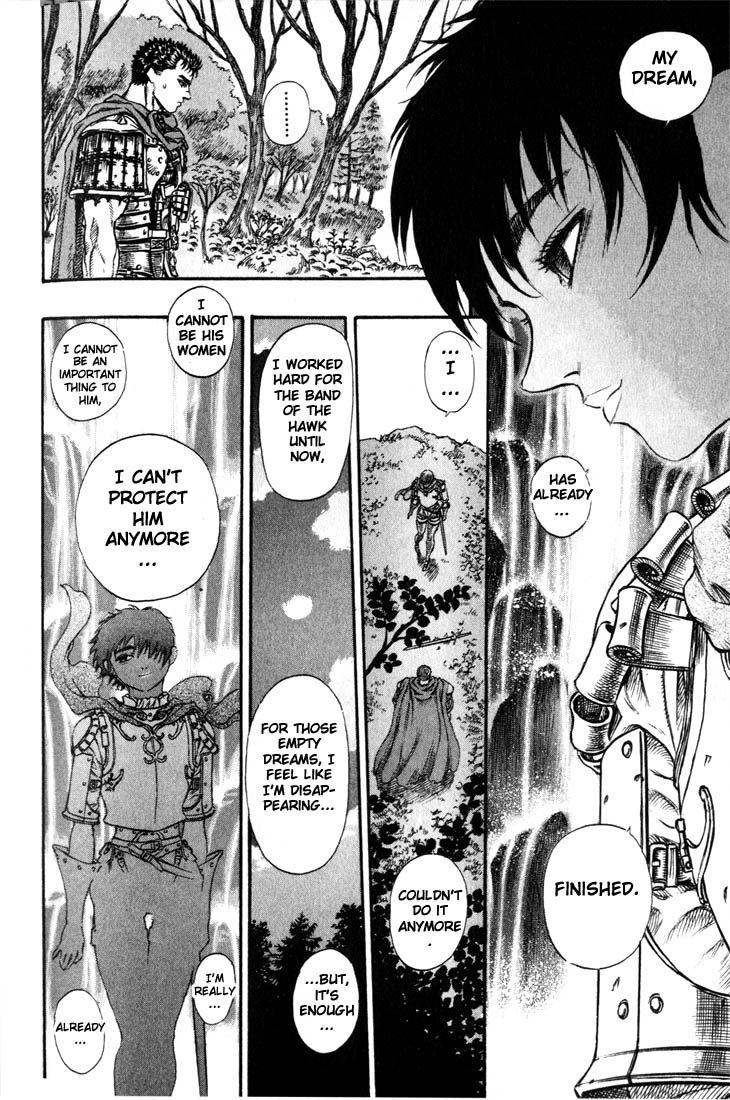 MY
DREAM,
HAS
ALREADY
...
FINISHED.
........
...
I
...
COULDN'T
DO IT
ANYMORE
.
I WORKED
HARD FOR
THE BAND
OF THE
HAWK
UNTIL
NOW,
FOR THOSE
EMPTY
DREAMS, I
FEEL LIKE
I'M DISAP-
PEARING...
...BUT,
IT'S
ENOUGH
...
I
CANNOT
BE HIS
WOMEN
I CANNOT
BE AN
IMPORTANT
THING TO
HIM,
I CAN'T
PROTECT
HIM
ANYMORE
...
I'M
REALLY
...
ALREADY
...